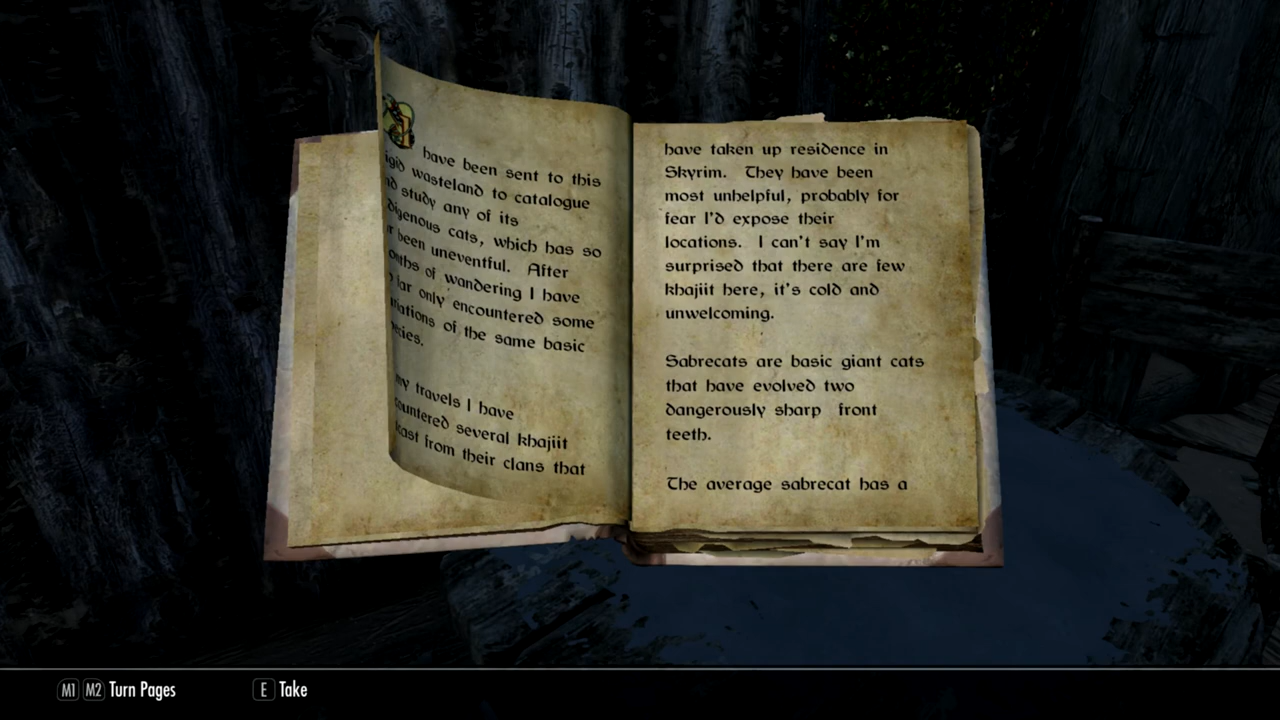 have been sent to this
wasteland to catalogue
study any of its
cats, which has so
been uneventful. After
of wandering I have
only encountered some
of the same basic
travels I have
several khajiit
from their clans that
have taken up residence in
Skyrim. They have been
most unhelpful, probably for
fear I'd expose their
locations. I can't say I'm
surprised that there are few
khajiit here, it's cold and
unwelcoming.
Sabrecats are basic giant cats
that have evolved two
dangerously sharp front
teeth.
The average sabrecat has a
M1 M2 Turn Pages
E Take